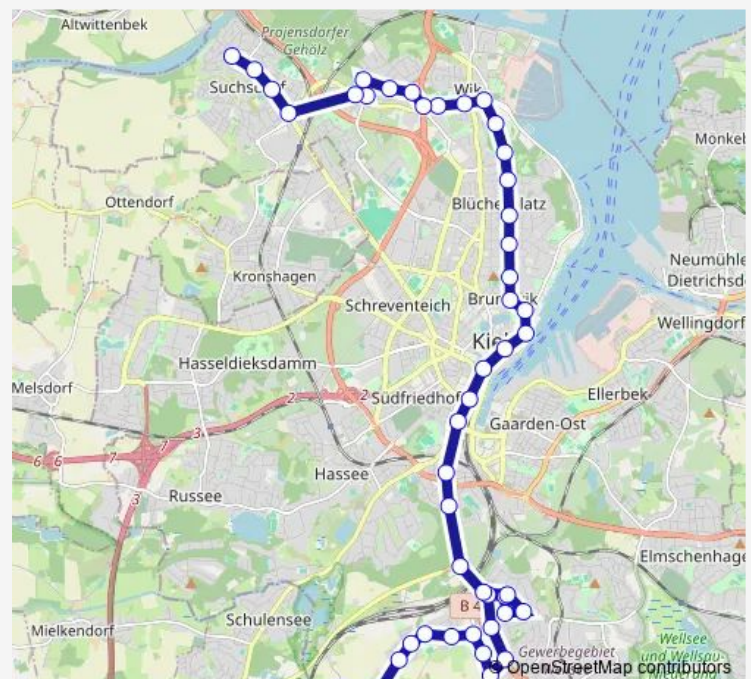 Altwittenbek
Projensdorfer
Gehölz
Suchsdorf
Wik
Mönkeb
Ottendorf
Blücherplatz
Kronshagen
Neumühle
Dietrichsd
Schreventeich
Brunswik
Wellingdorf
Kiel
Hasseldieksdamm
Melsdorf
2
2
Südfriedhof
Ellerbek
3
7
7
6
6
Gaarden-Ost
Hassee
Russee
3
Elmschenhage
B 4
Schulensee
Mielkendorf
Wellsee
und Wellsau-
Niederung
Gewerbegebiet
© OpenStreetMap contributors